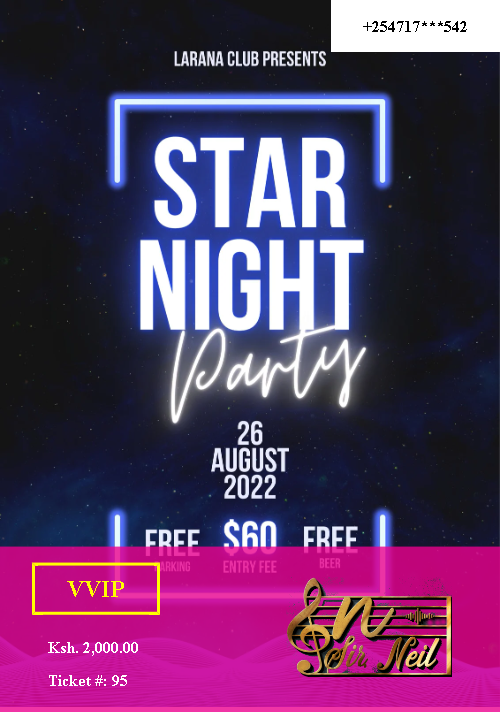 +254717***542
LARANA CLUB PRESENTS
STAR
NIGHT
Party
26
AUGUST
2022
FREE $60 FREE
PARKING ENTRY FEE BEER
VVIP
n
Sir Neil
Ksh. 2,000.00
Ticket #: 95